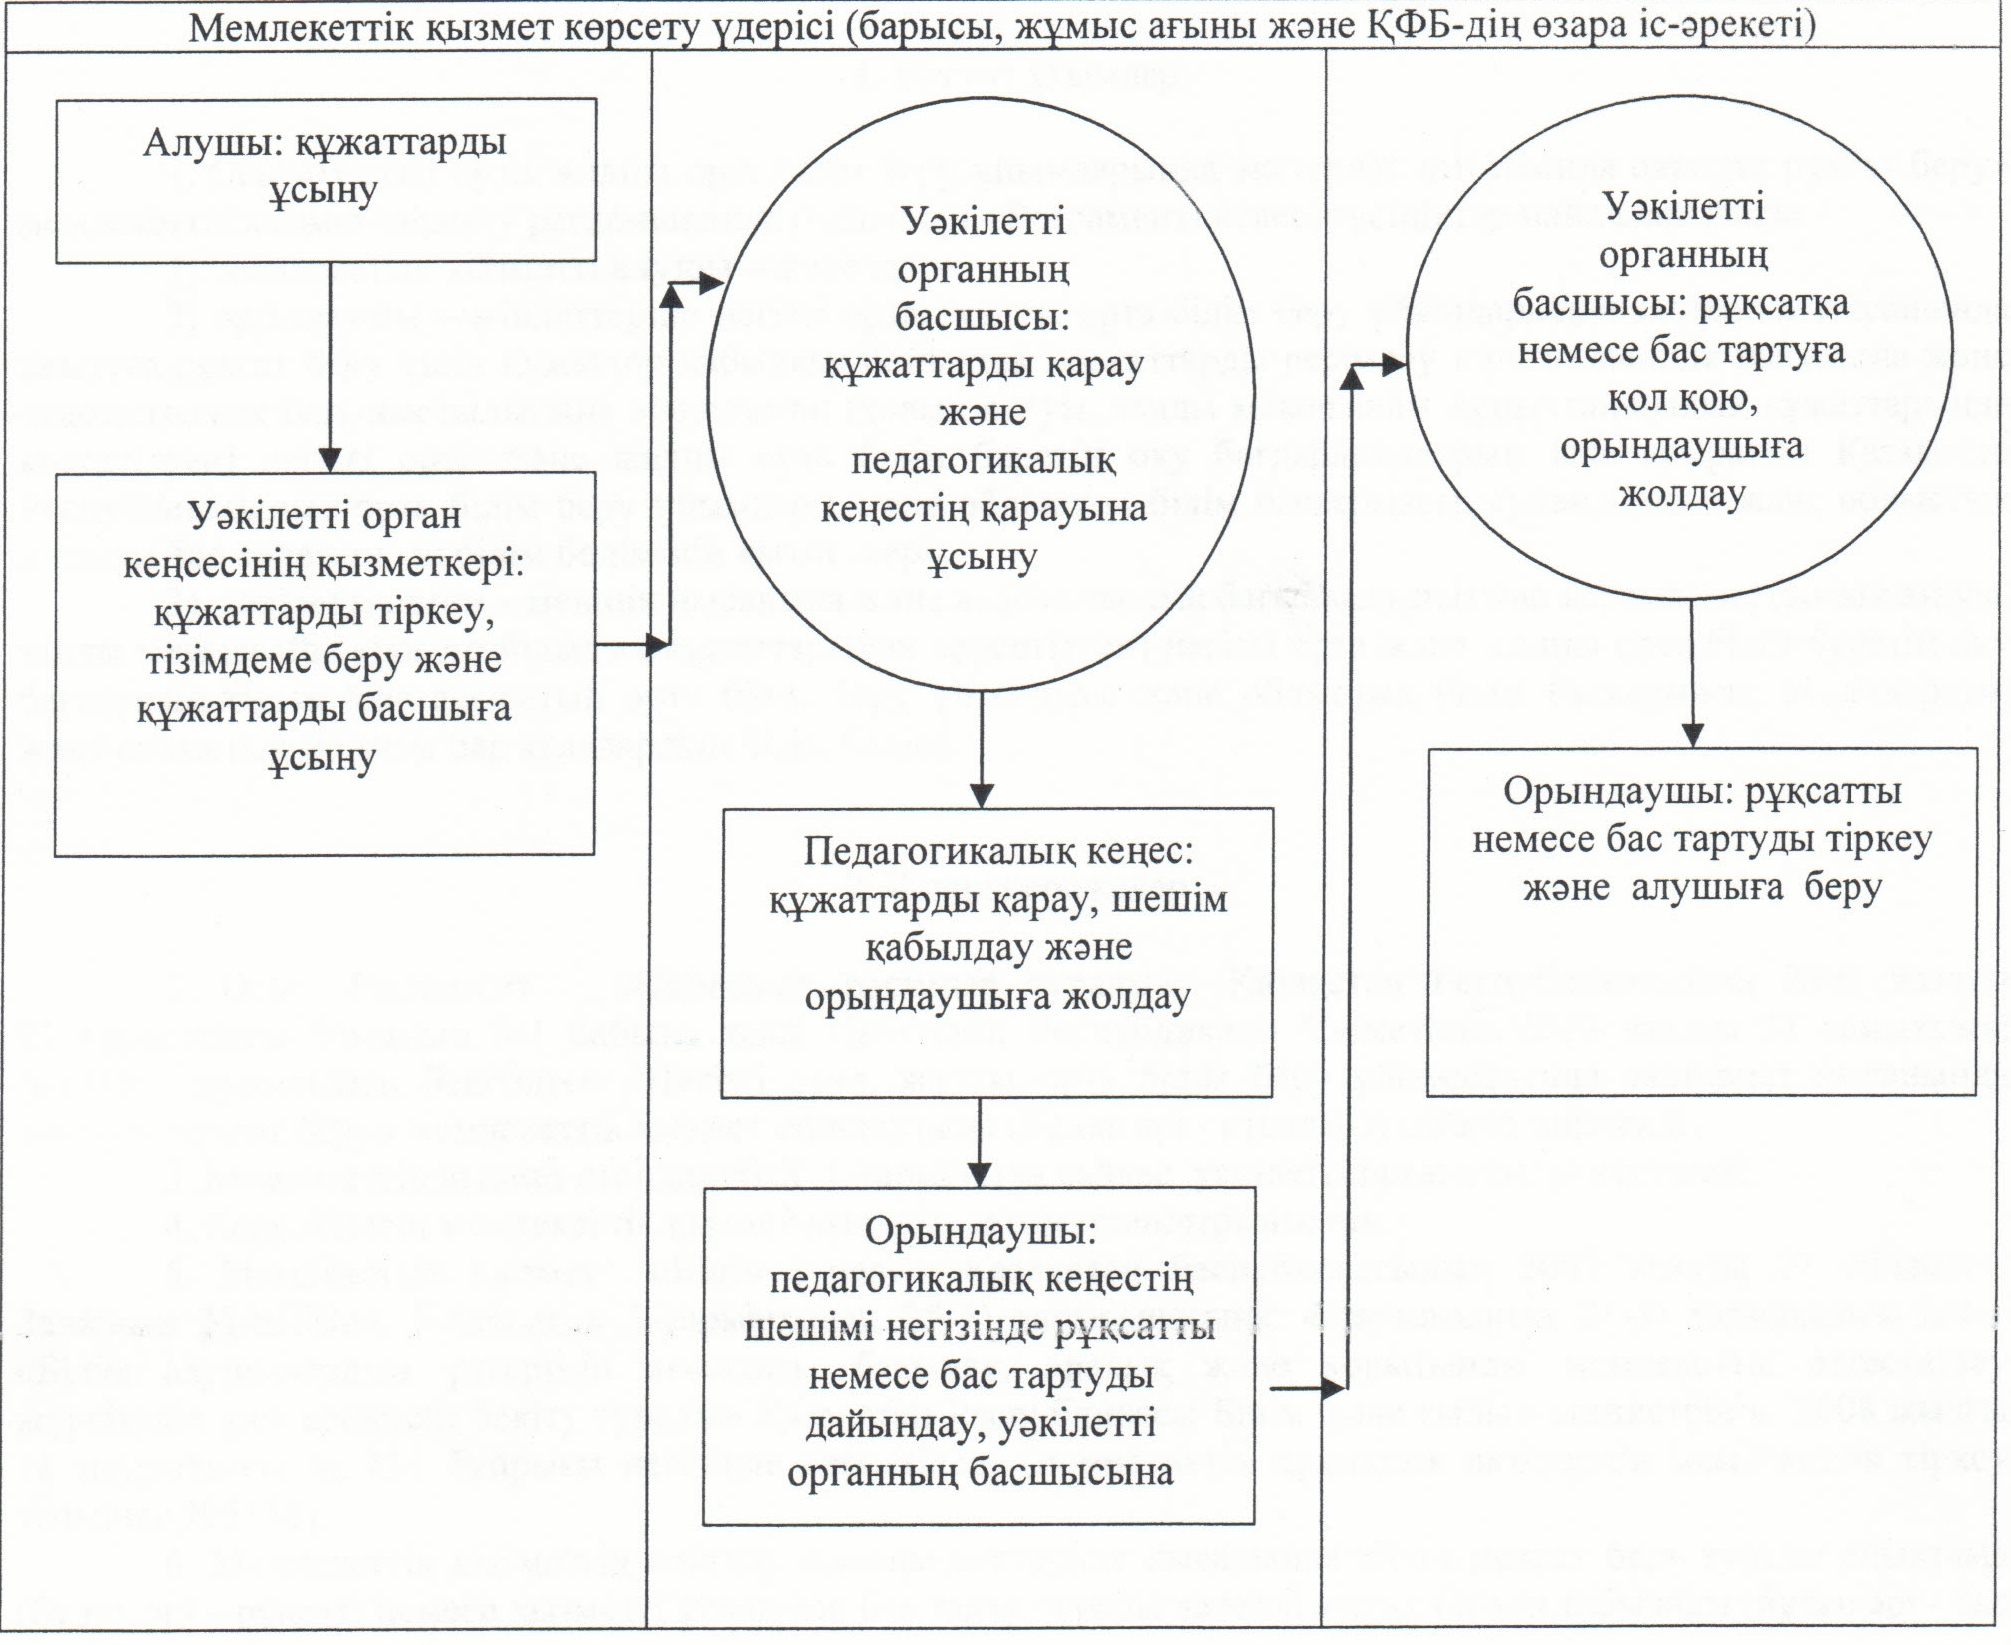 Мемлекеттік қызмет көрсету үдерісі (барысы, жұмыс ағыны және ҚФБ-дің өзара іс-әрекеті)
Алушы: құжаттарды
ұсыну
Уәкілетті орган
кеңсесінің қызметкері:
құжаттарды тіркеу,
тізімдеме беру және
құжаттарды басшыға
ұсыну
Уәкілетті
органның
басшысы:
құжаттарды қарау
және
педагогикалық
кеңестің қарауына
ұсыну
Педагогикалық кеңес:
құжаттарды қарау, шешім
қабылдау және
орындаушыға жолдау
Орындаушы:
педагогикалық кеңестің
шешімі негізінде рұқсатты
немесе бас тартуды
дайындау, уәкілетті
органның басшысына
Уәкілетті
органның
басшысы: рұқсатқа
немесе бас тартуға
қол қою,
орындаушыға
жолдау
Орындаушы: рұқсатты
немесе бас тартуды тіркеу
және алушыға беру